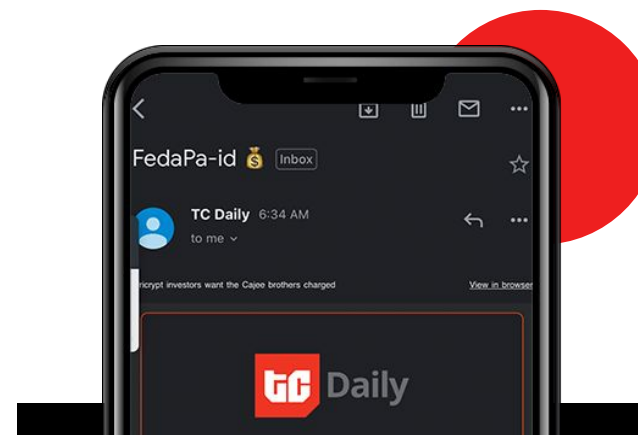 FedaPa-id 💰 Inbox
TC Daily 6:34 AM
to me
investors want the Cajee brothers charged View in browser
tc Daily